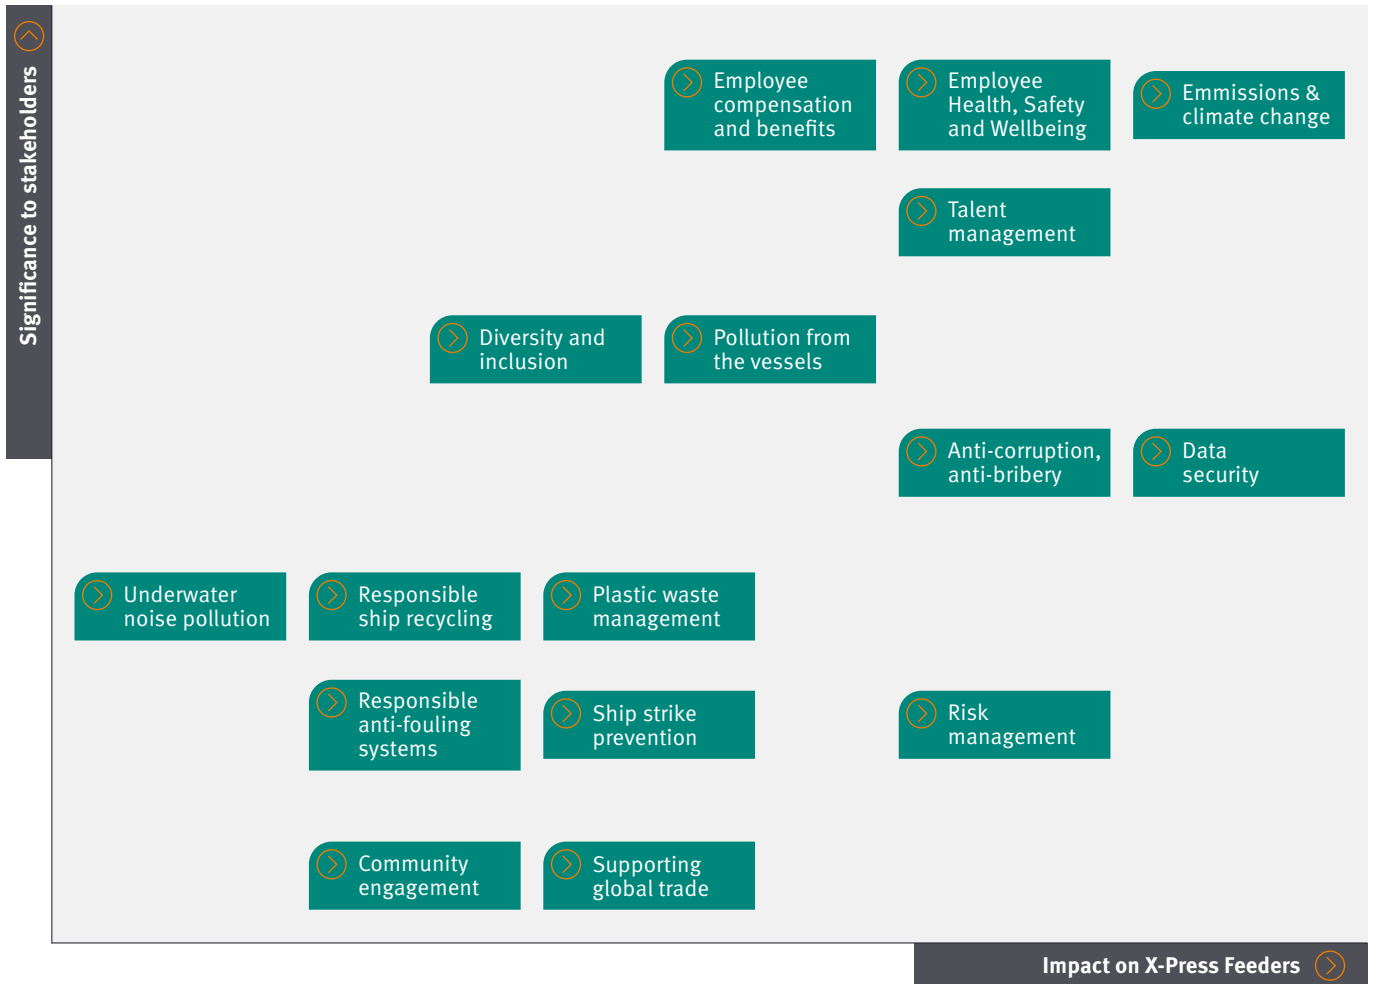 Significance to stakeholders
Employee
compensation
and benefits
Employee
Health, Safety
and Wellbeing
Emmissions &
climate change
Talent
management
Diversity and
inclusion
Pollution from
the vessels
Anti-corruption,
anti-bribery
Data
security
Underwater
noise pollution
Responsible
ship recycling
Plastic waste
management
Responsible
anti-fouling
systems
Ship strike
prevention
Risk
management
Community
engagement
Supporting
global trade
Impact on X-Press Feeders